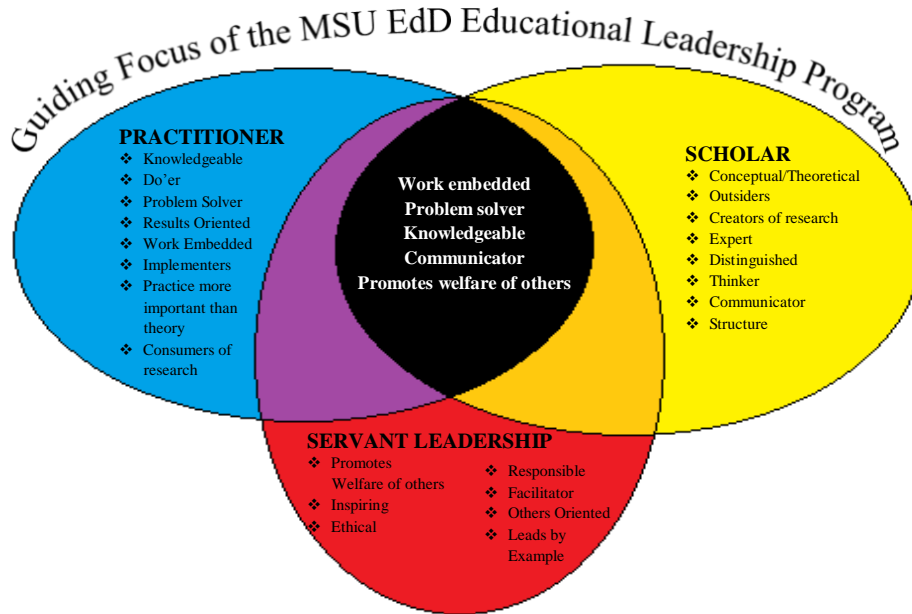 Guiding Focus of the MSU EdD Educational Leadership Program
PRACTITIONER
❖ Knowledgeable
❖ Do’er
❖ Problem Solver
❖ Results Oriented
❖ Work Embedded
❖ Implementers
❖ Practice more
important than
theory
❖ Consumers of
research
Work embedded
Problem solver
Knowledgeable
Communicator
Promotes welfare of others
SCHOLAR
❖ Conceptual/Theoretical
❖ Outsiders
❖ Creators of research
❖ Expert
❖ Distinguished
❖ Thinker
❖ Communicator
❖ Structure
SERVANT LEADERSHIP
❖ Promotes
Welfare of others
❖ Inspiring
❖ Ethical
❖ Responsible
❖ Facilitator
❖ Others Oriented
❖ Leads by
Example